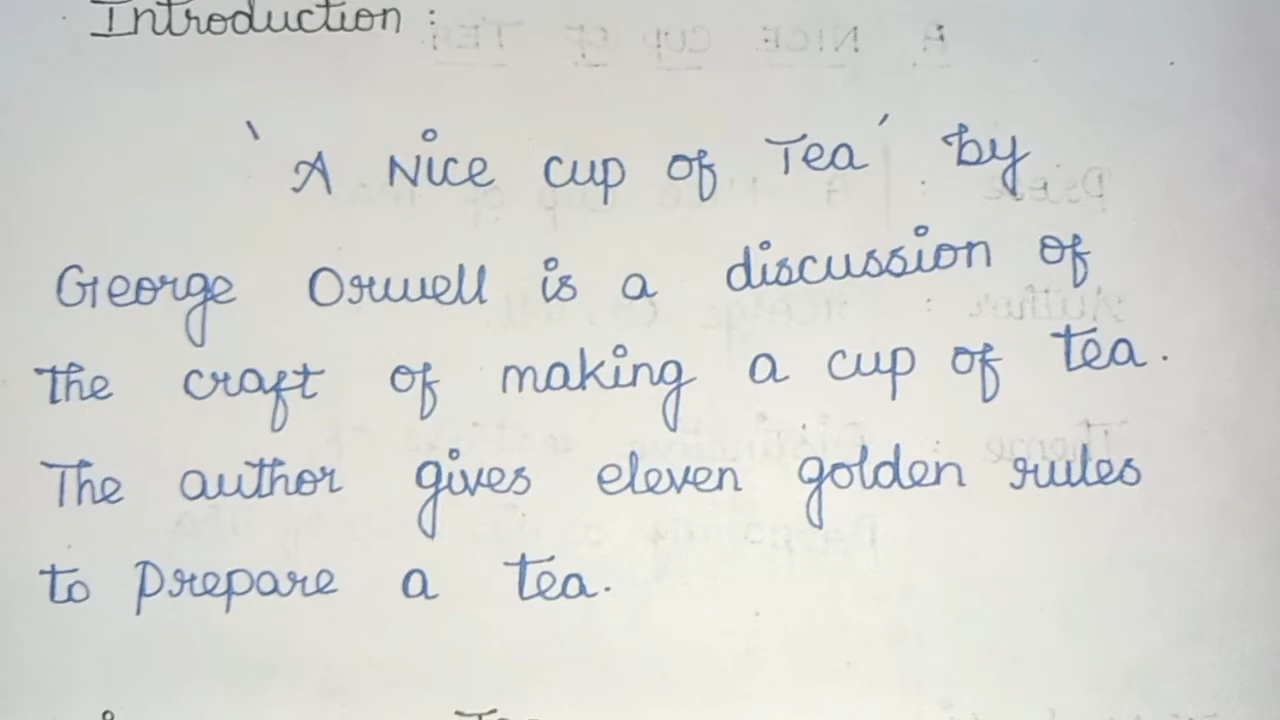 Introduction :
'A Nice cup of Tea' by
George Orwell is a discussion of
the craft of making a cup of tea.
The author gives eleven golden rules
to prepare a tea.